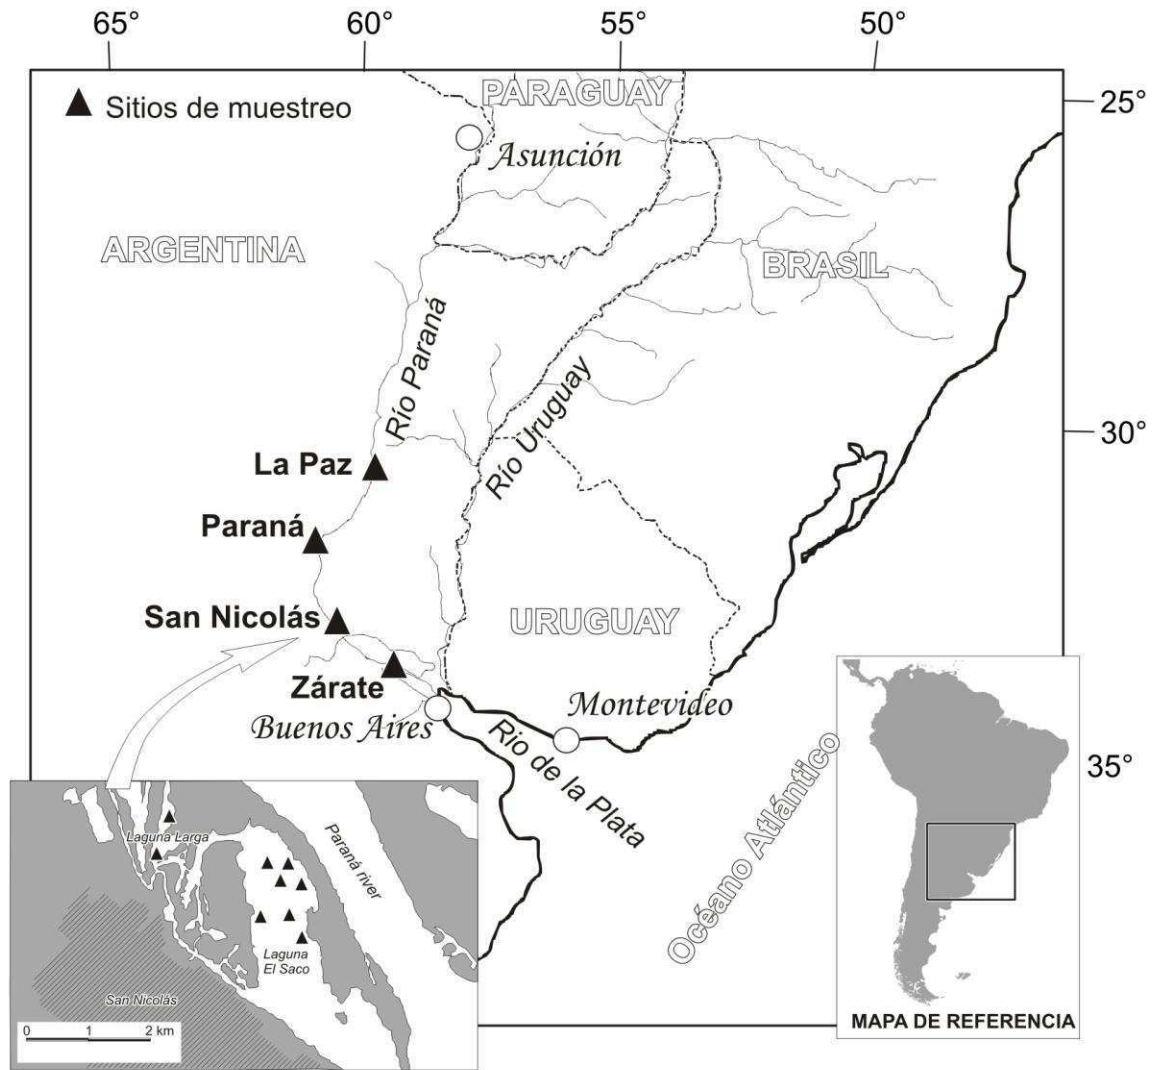 65°
60°
55°
50°
Sitios de muestreo
PARAGUAY
25°
Asunción
ARGENTINA
BRASIL
Río Paraná
Río Uruguay
30°
La Paz
Paraná
San Nicolás
URUGUAY
Zárate
Buenos Aires
Montevideo
Rio de la Plata
Océano Atlántico
35°
Laguna Larga
Paraná river
Laguna
El Saco
San Nicolás
0 1 2 km
MAPA DE REFERENCIA